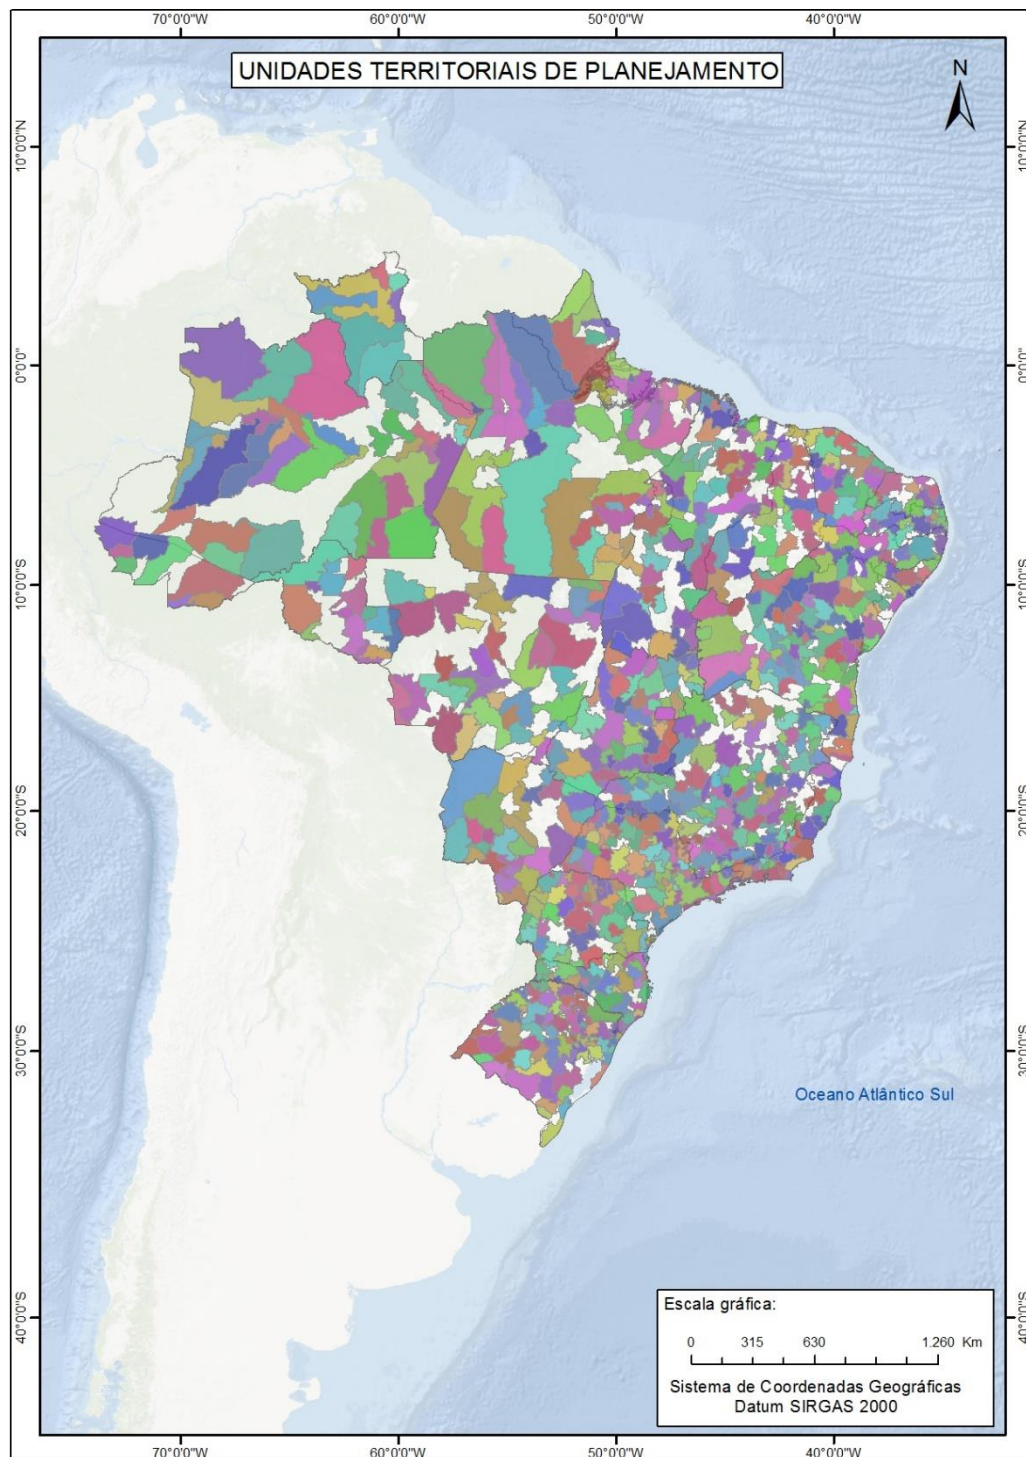 70°0'0"W 60°0'0"W 50°0'0"W 40°0'0"W
UNIDADES TERRITORIAIS DE PLANEJAMENTO
N
10°0'0"N 10°0'0"N
0°0'0" 0°0'0"
10°0'0"S 10°0'0"S
20°0'0"S 20°0'0"S
30°0'0"S 30°0'0"S
Oceano Atlântico Sul
40°0'0"S 40°0'0"S
Escala gráfica:
0 315 630 1.260 Km
Sistema de Coordenadas Geográficas
Datum SIRGAS 2000
70°0'0"W 60°0'0"W 50°0'0"W 40°0'0"W